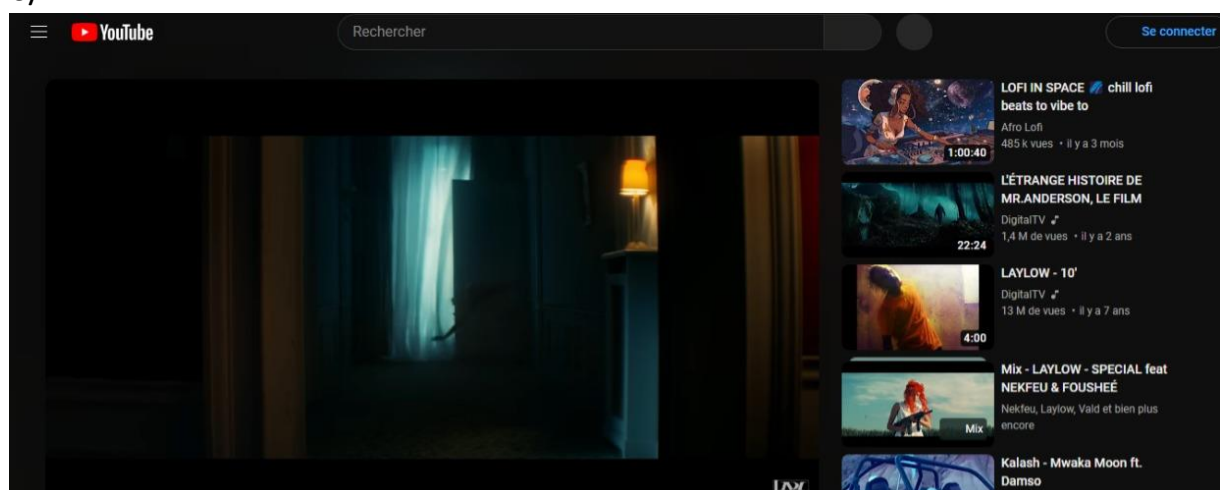 YouTube
Rechercher
Se connecter
LOFI IN SPACE 🌌 chill lofi
beats to vibe to
Afro Lofi
485 k vues • il y a 3 mois
1:00:40
L'ÉTRANGE HISTOIRE DE
MR.ANDERSON, LE FILM
DigitalTV
1,4 M de vues • il y a 2 ans
22:24
LAYLOW - 10'
DigitalTV
13 M de vues • il y a 7 ans
4:00
Mix - LAYLOW - SPECIAL feat
NEKFEU & FOUSHEÉ
Nekfeu, Laylow, Vald et bien plus
encore
Mix
Kalash - Mwaka Moon ft.
Damso